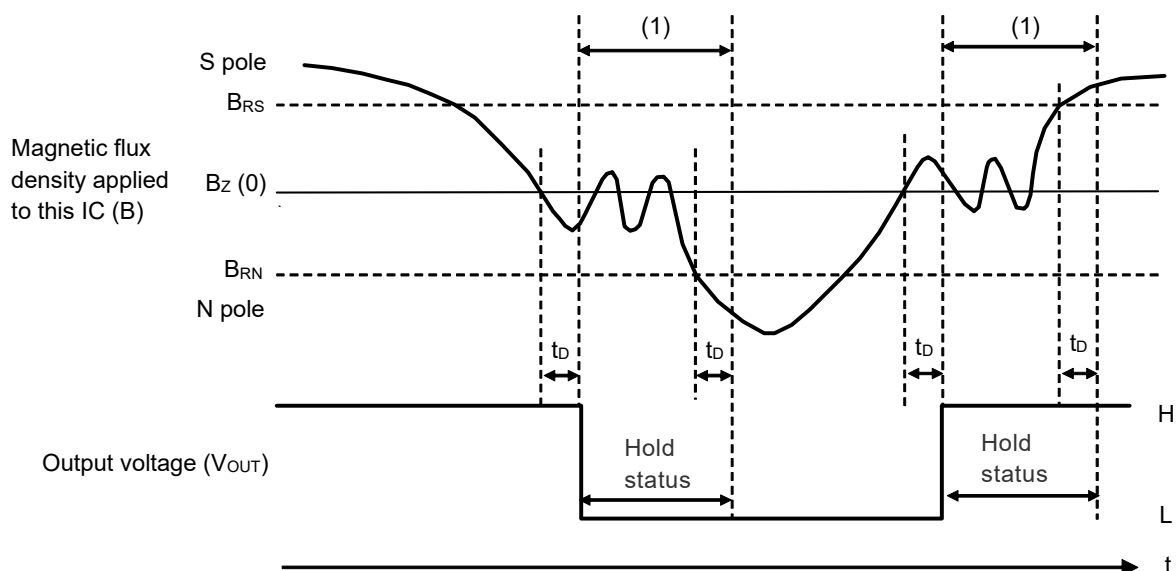 (1)
(1)
S pole
BRS
Magnetic flux
density applied
to this IC (B)
BZ (0)
BRN
N pole
tD
tD
tD
tD
H
Hold
status
Hold
status
Output voltage (VOUT)
L
t